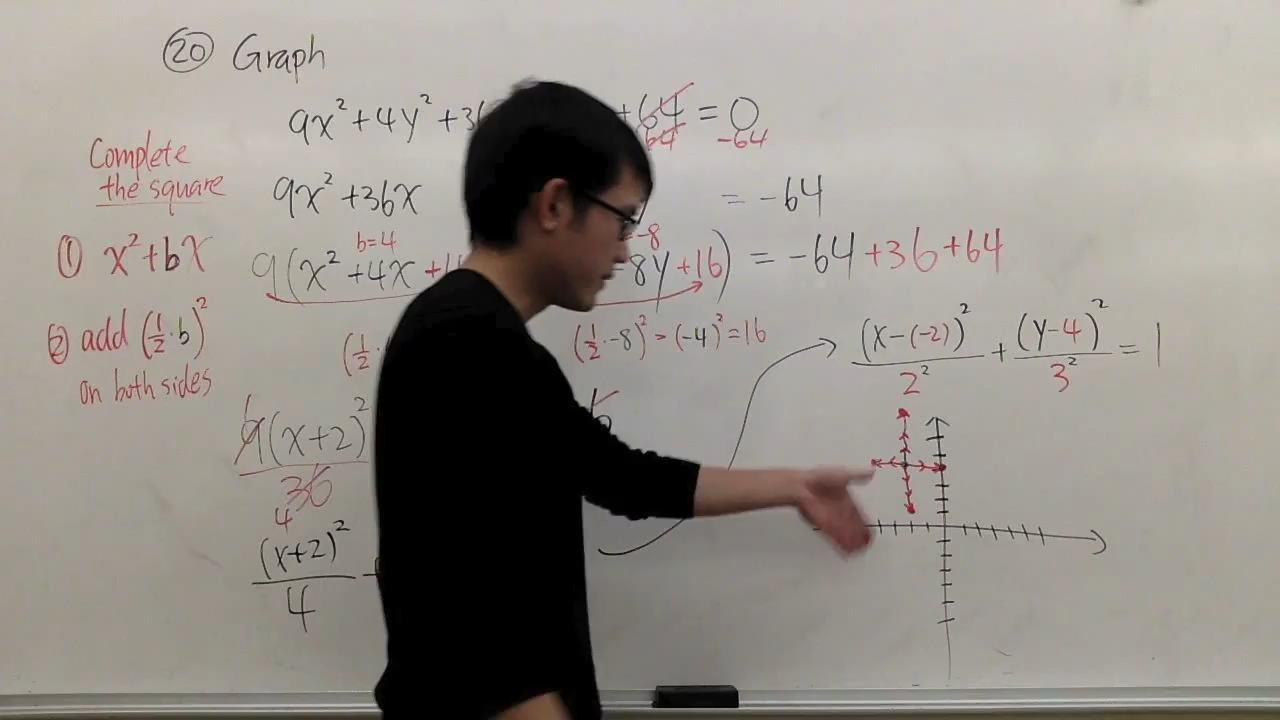 ⑳ Graph
9x² + 4y² + 3 + 64 = 0
64 -64
Complete
the square
9x² + 36x = -64
① x² + bx
b=4 -8
9(x² + 4x + -8y + 16) = -64 + 36 + 64
② add (½·b)²
on both sides
(½· (½·-8)² = (-4)² = 16
(x-(-2))²/2² + (y-4)²/3² = 1
9(x+2)²/36
4
(x+2)²/4